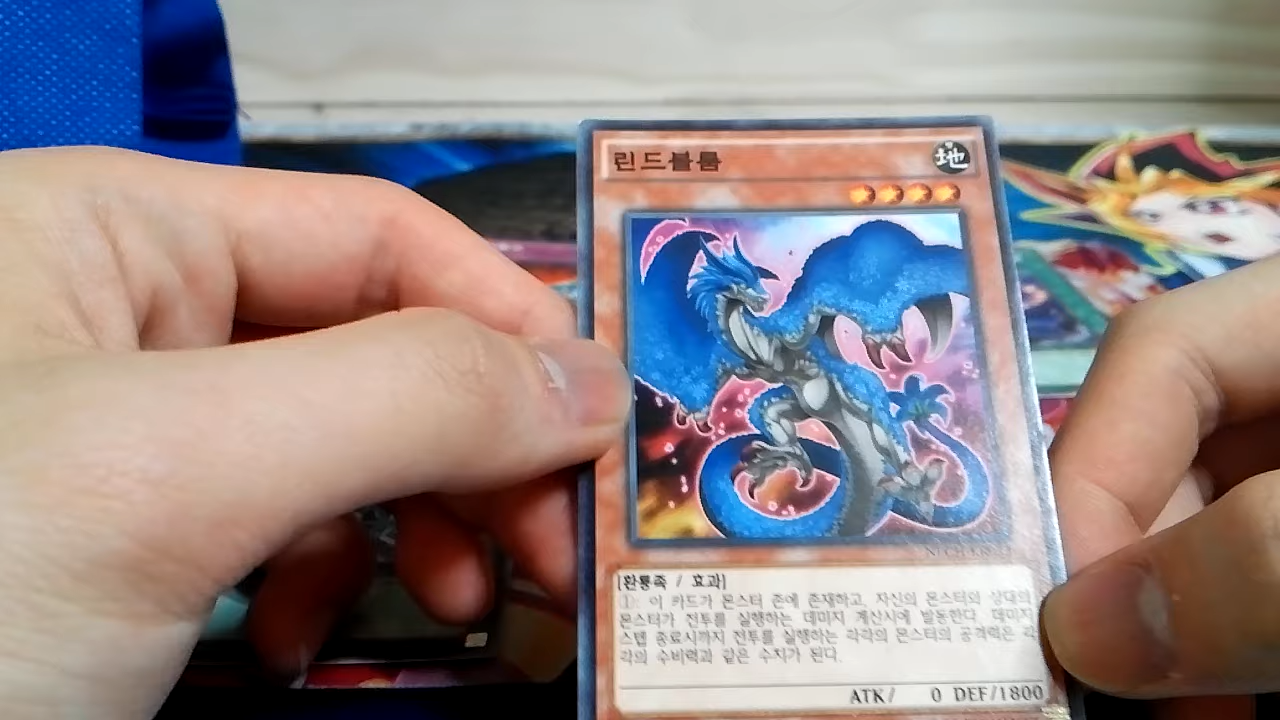 린드블룸
地
[환룡족 / 효과]
①: 이 카드가 몬스터 존에 존재하고, 자신의 몬스터와 상대의
몬스터가 전투를 실행하는 데미지 계산시에 발동한다. 데미지
스텝 종료시까지 전투를 실행하는 각각의 몬스터의 공격력은 각
각의 수비력과 같은 수치가 된다.
ATK/ 0 DEF/1800